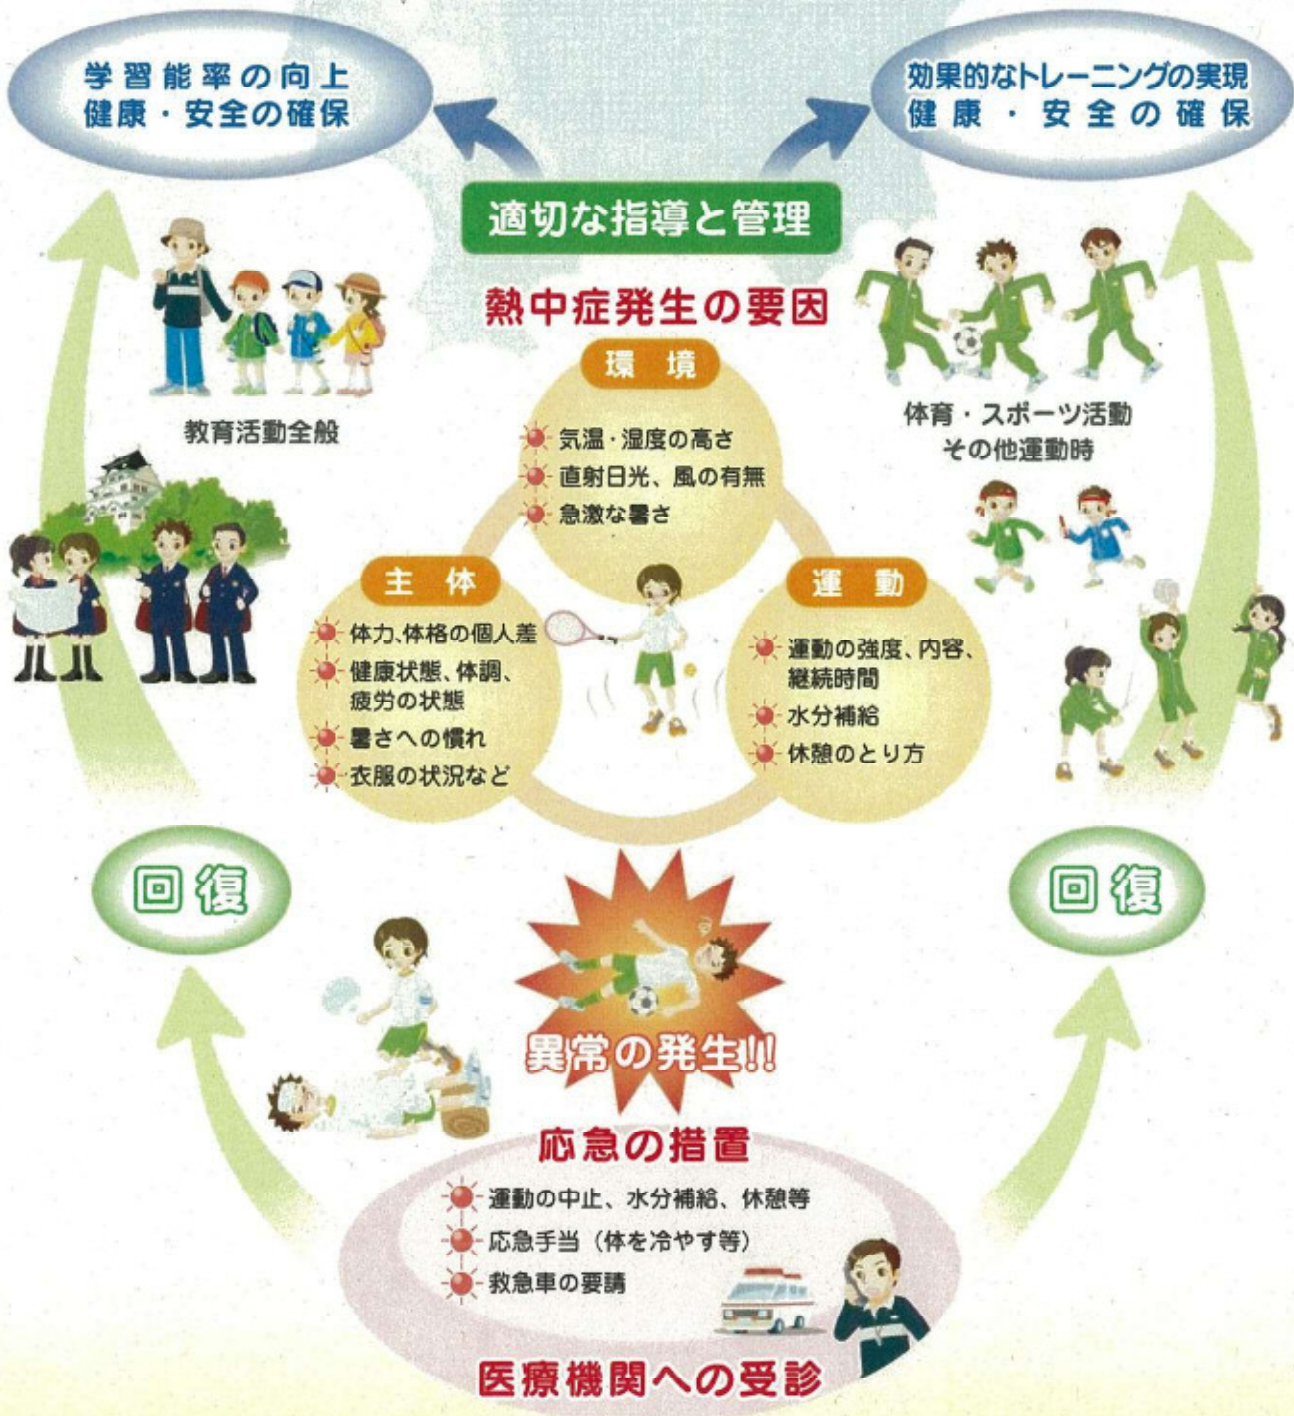 学習能率の向上
健康・安全の確保
効果的なトレーニングの実現
健康・安全の確保
適切な指導と管理
熱中症発生の要因
環境
気温・湿度の高さ
直射日光、風の有無
急激な暑さ
教育活動全般
体育・スポーツ活動
その他運動時
主体
体力、体格の個人差
健康状態、体調、
疲労の状態
暑さへの慣れ
衣服の状況など
運動
運動の強度、内容、
継続時間
水分補給
休憩のとり方
回復
回復
異常の発生!!
応急の措置
運動の中止、水分補給、休憩等
応急手当（体を冷やす等）
救急車の要請
医療機関への受診